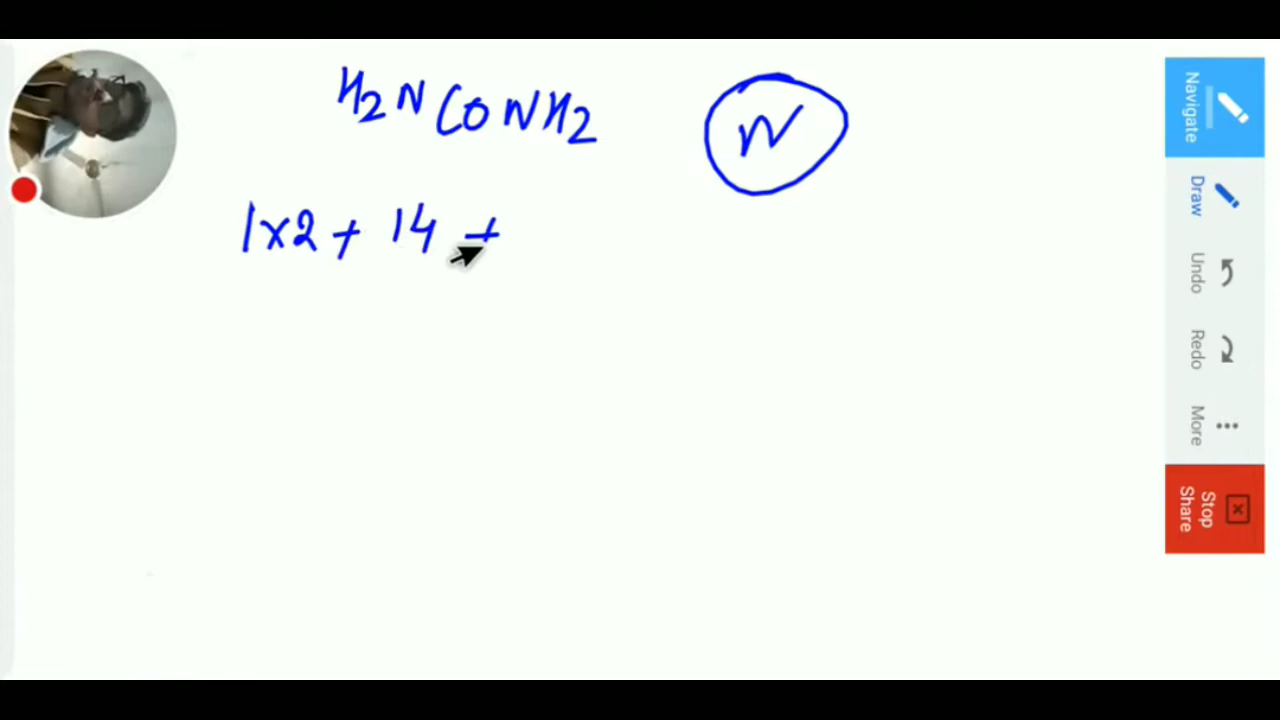 H2NCONH2 N
1x2 + 14 +
Navigate
Draw
Undo
Redo
More
Stop
Share